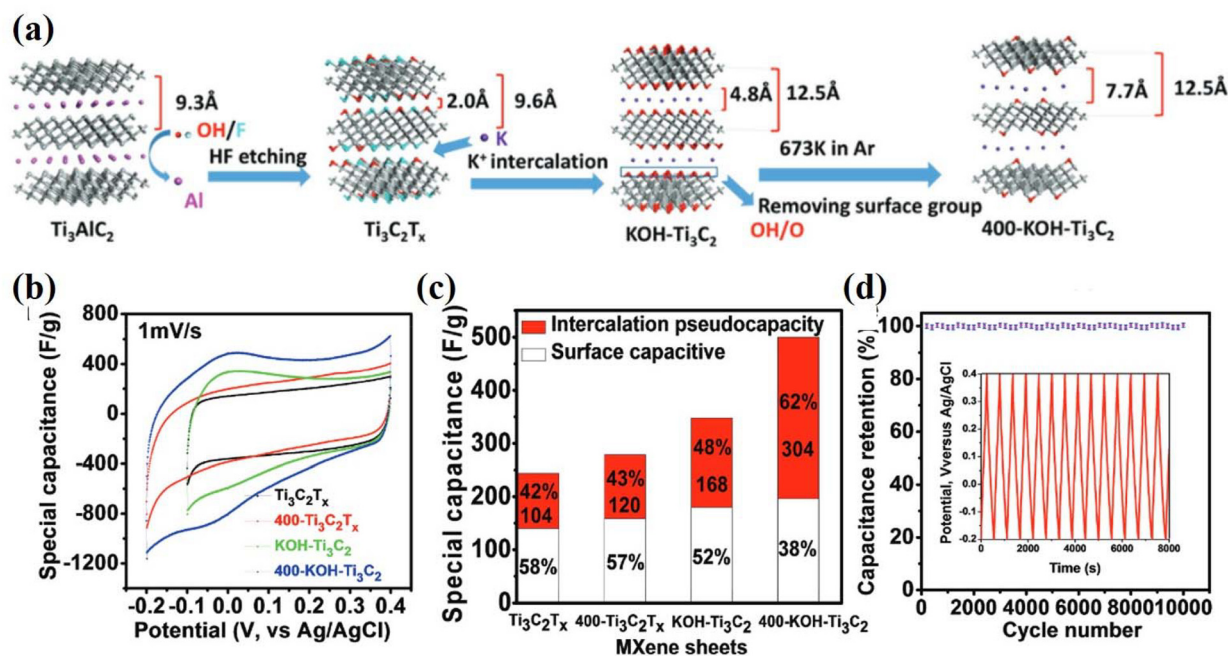 (a)
9.3Å
OH/F
HF etching
Al
Ti₃AlC₂
2.0Å
9.6Å
K
K⁺ intercalation
Ti₃C₂Tₓ
4.8Å
12.5Å
673K in Ar
Removing surface group
OH/O
KOH-Ti₃C₂
7.7Å
12.5Å
400-KOH-Ti₃C₂
(b)
Special capacitance (F/g)
800
400
0
-400
-800
-1200
1mV/s
Ti₃C₂Tₓ
400-Ti₃C₂Tₓ
KOH-Ti₃C₂
400-KOH-Ti₃C₂
-0.2 -0.1 0.0 0.1 0.2 0.3 0.4
Potential (V, vs Ag/AgCl)
(c)
Special capacitance (F/g)
500
400
300
200
100
0
Intercalation pseudocapacity
Surface capacitive
42%
104
58%
43%
120
57%
48%
168
52%
62%
304
38%
Ti₃C₂Tₓ 400-Ti₃C₂Tₓ KOH-Ti₃C₂ 400-KOH-Ti₃C₂
MXene sheets
(d)
Capacitance retention (%)
100
80
60
40
20
0
Potential, Vversus Ag/AgCl
0.4
0.3
0.2
0.1
0.0
-0.1
-0.2
0 2000 4000 6000 8000
Time (s)
0 2000 4000 6000 8000 10000
Cycle number